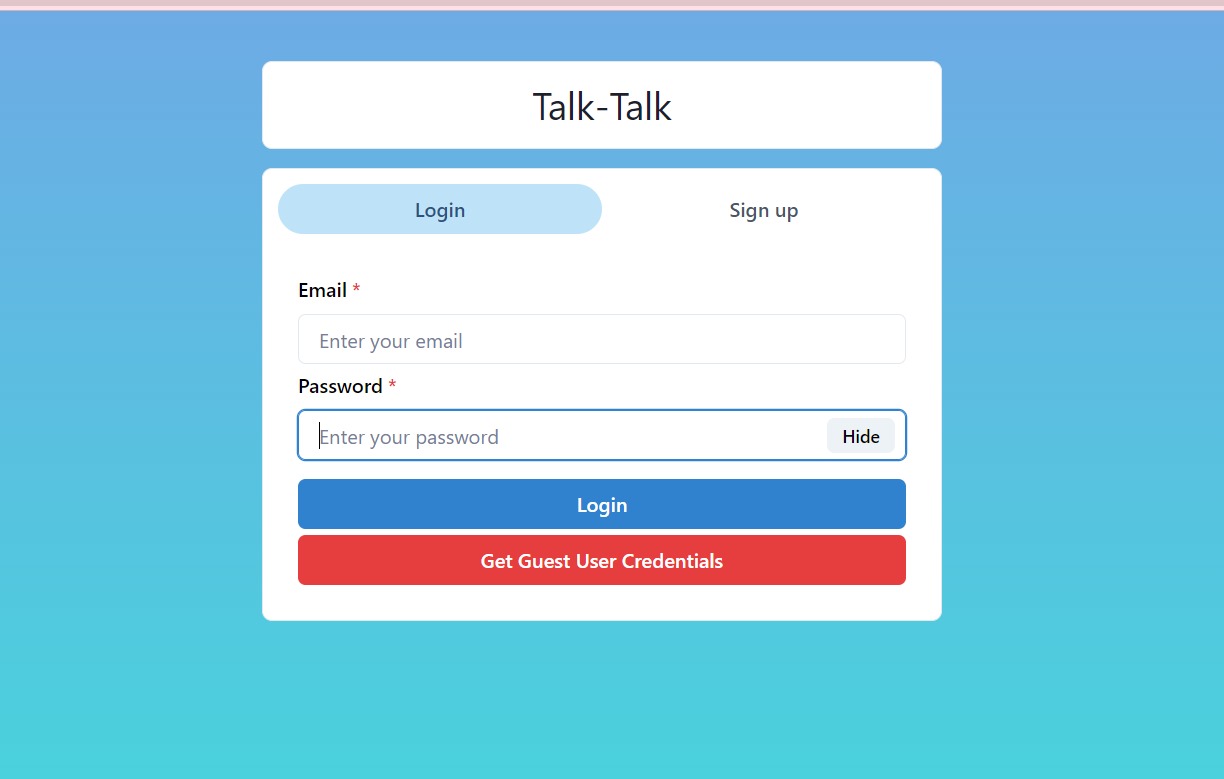 Talk-Talk
Login Sign up
Email *
Enter your email
Password *
Enter your password Hide
Login
Get Guest User Credentials